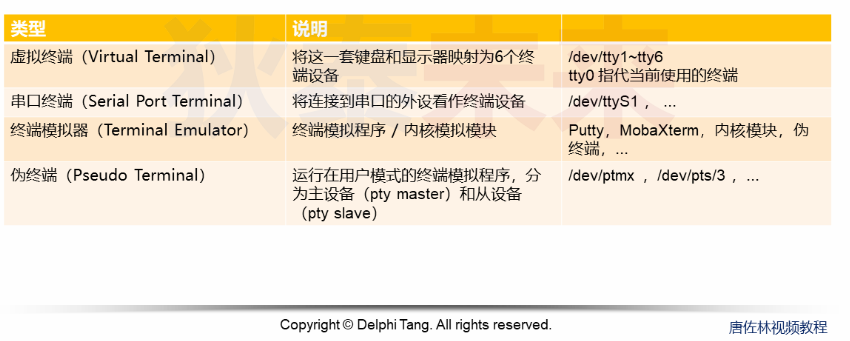 类型 说明
虚拟终端（Virtual Terminal） 将这一套键盘和显示器映射为6个终端设备 /dev/tty1~tty6
tty0 指代当前使用的终端
串口终端（Serial Port Terminal） 将连接到串口的外设看作终端设备 /dev/ttyS1 ， ...
终端模拟器（Terminal Emulator） 终端模拟程序 / 内核模拟模块 Putty，MobaXterm，内核模块，伪终端，...
伪终端（Pseudo Terminal） 运行在用户模式的终端模拟程序，分为主设备（pty master）和从设备（pty slave） /dev/ptmx ，/dev/pts/3 ，...
狄泰未来
Copyright © Delphi Tang. All rights reserved.
唐佐林视频教程